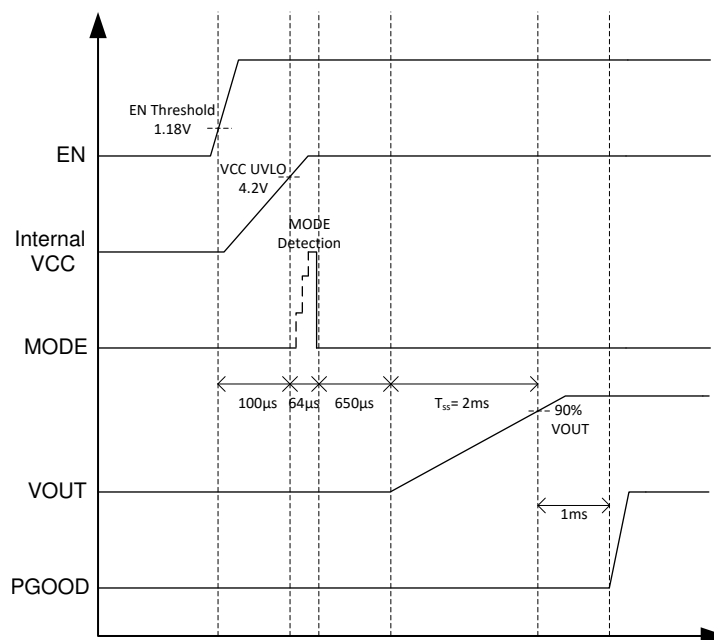 EN Threshold
1.18V
EN
VCC UVLO
4.2V
MODE
Detection
Internal
VCC
MODE
100µs
64µs
650µs
Tss= 2ms
90%
VOUT
VOUT
1ms
PGOOD